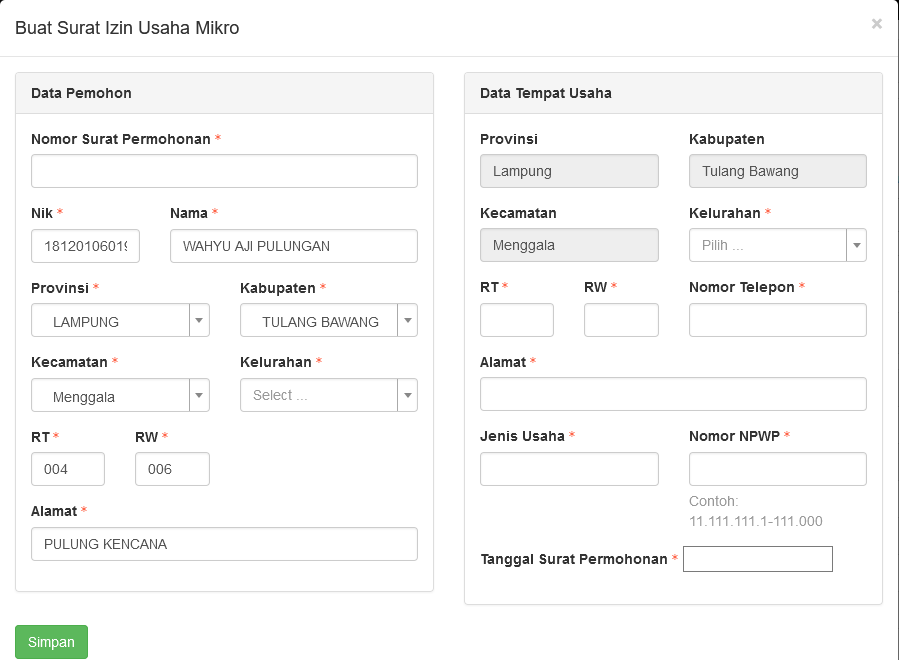 Buat Surat Izin Usaha Mikro ×
Data Pemohon
Nomor Surat Permohonan *
Nik * Nama *
18120106019 WAHYU AJI PULUNGAN
Provinsi * Kabupaten *
LAMPUNG TULANG BAWANG
Kecamatan * Kelurahan *
Menggala Select ...
RT * RW *
004 006
Alamat *
PULUNG KENCANA
Data Tempat Usaha
Provinsi Kabupaten
Lampung Tulang Bawang
Kecamatan Kelurahan *
Menggala Pilih ...
RT * RW * Nomor Telepon *
Alamat *
Jenis Usaha * Nomor NPWP *
Contoh:
11.111.111.1-111.000
Tanggal Surat Permohonan *
Simpan